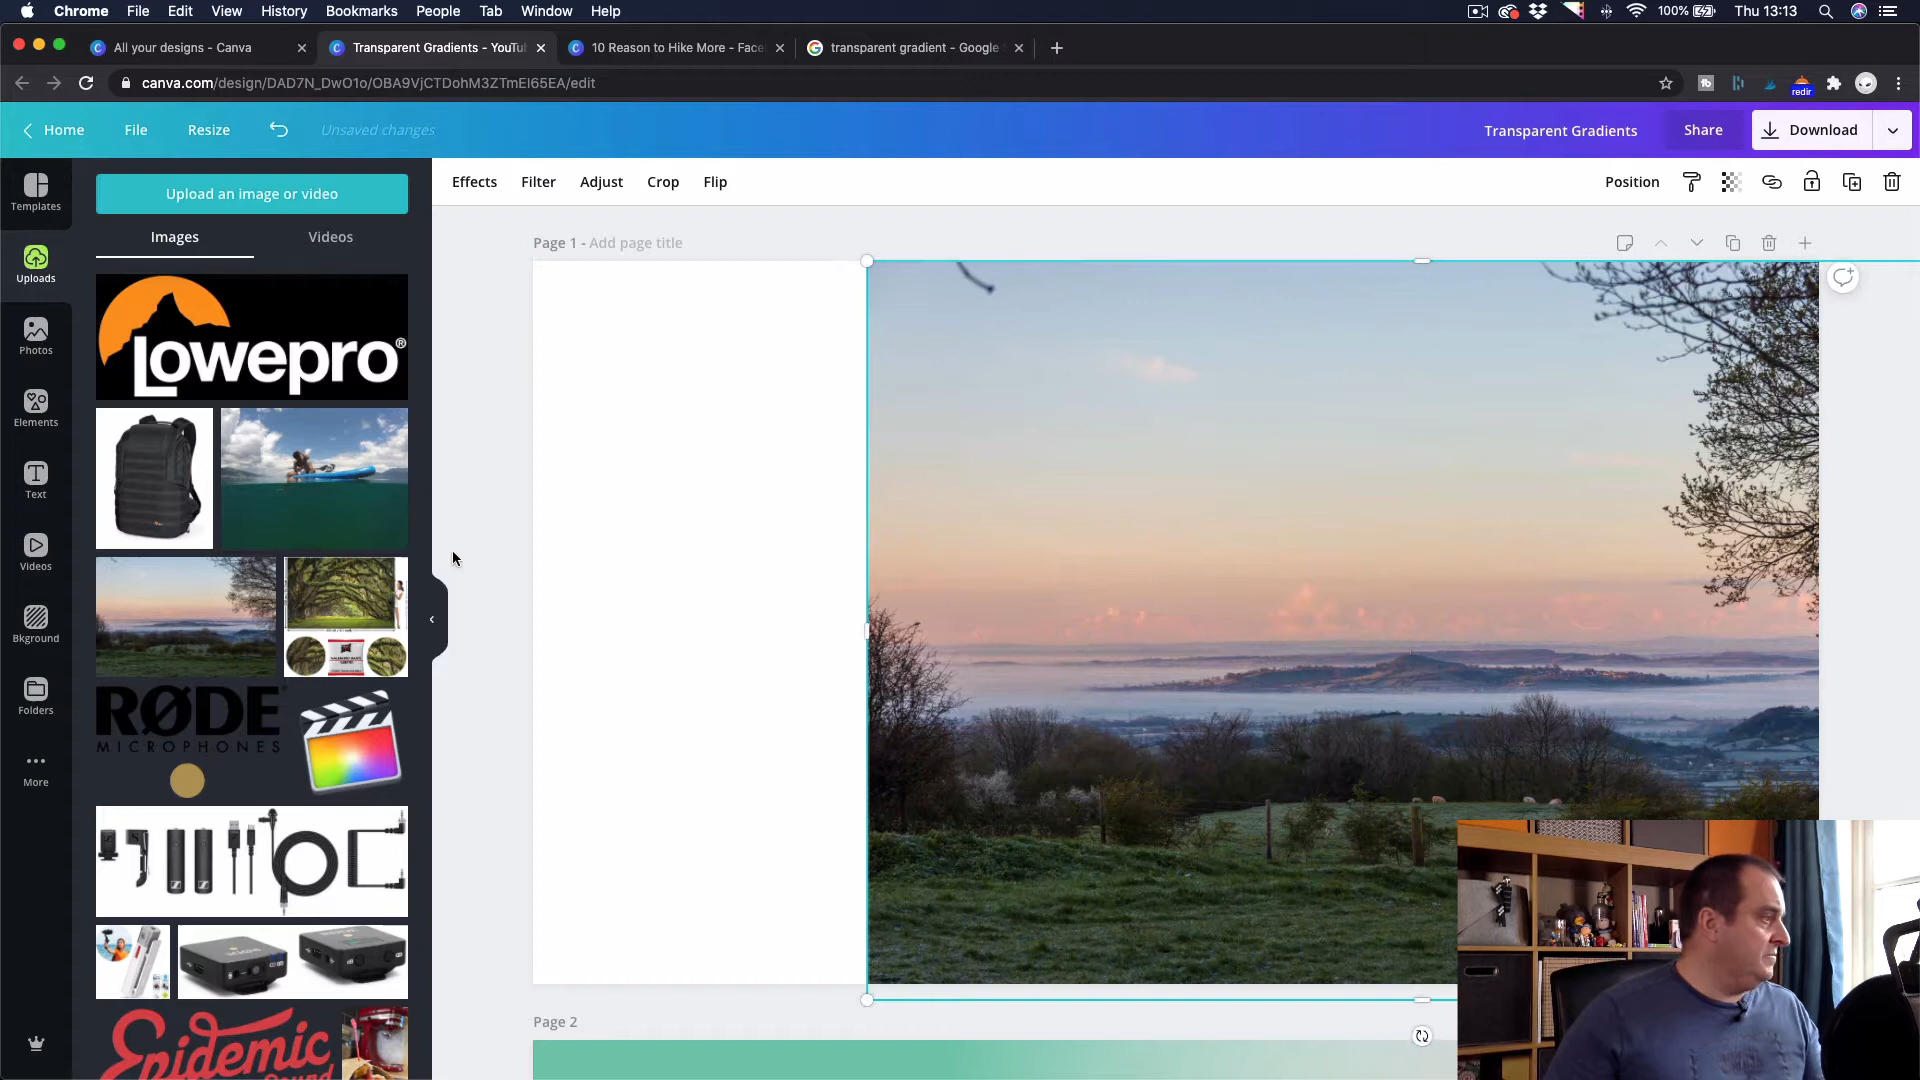 Chrome File Edit View History Bookmarks People Tab Window Help
100% Thu 13:13
All your designs - Canva
Transparent Gradients - YouTu
10 Reason to Hike More - Face
transparent gradient - Google
canva.com/design/DAD7N_DwO1o/OBA9VjCTDohM3ZTmEl65EA/edit
redir
Home File Resize Unsaved changes
Transparent Gradients Share Download
Effects Filter Adjust Crop Flip
Position
Templates
Uploads
Photos
Elements
Text
Videos
Bkground
Folders
More
Upload an image or video
Images Videos
Lowepro®
RØDE
MICROPHONES
Epidemic
Sound
Page 1 - Add page title
Page 2